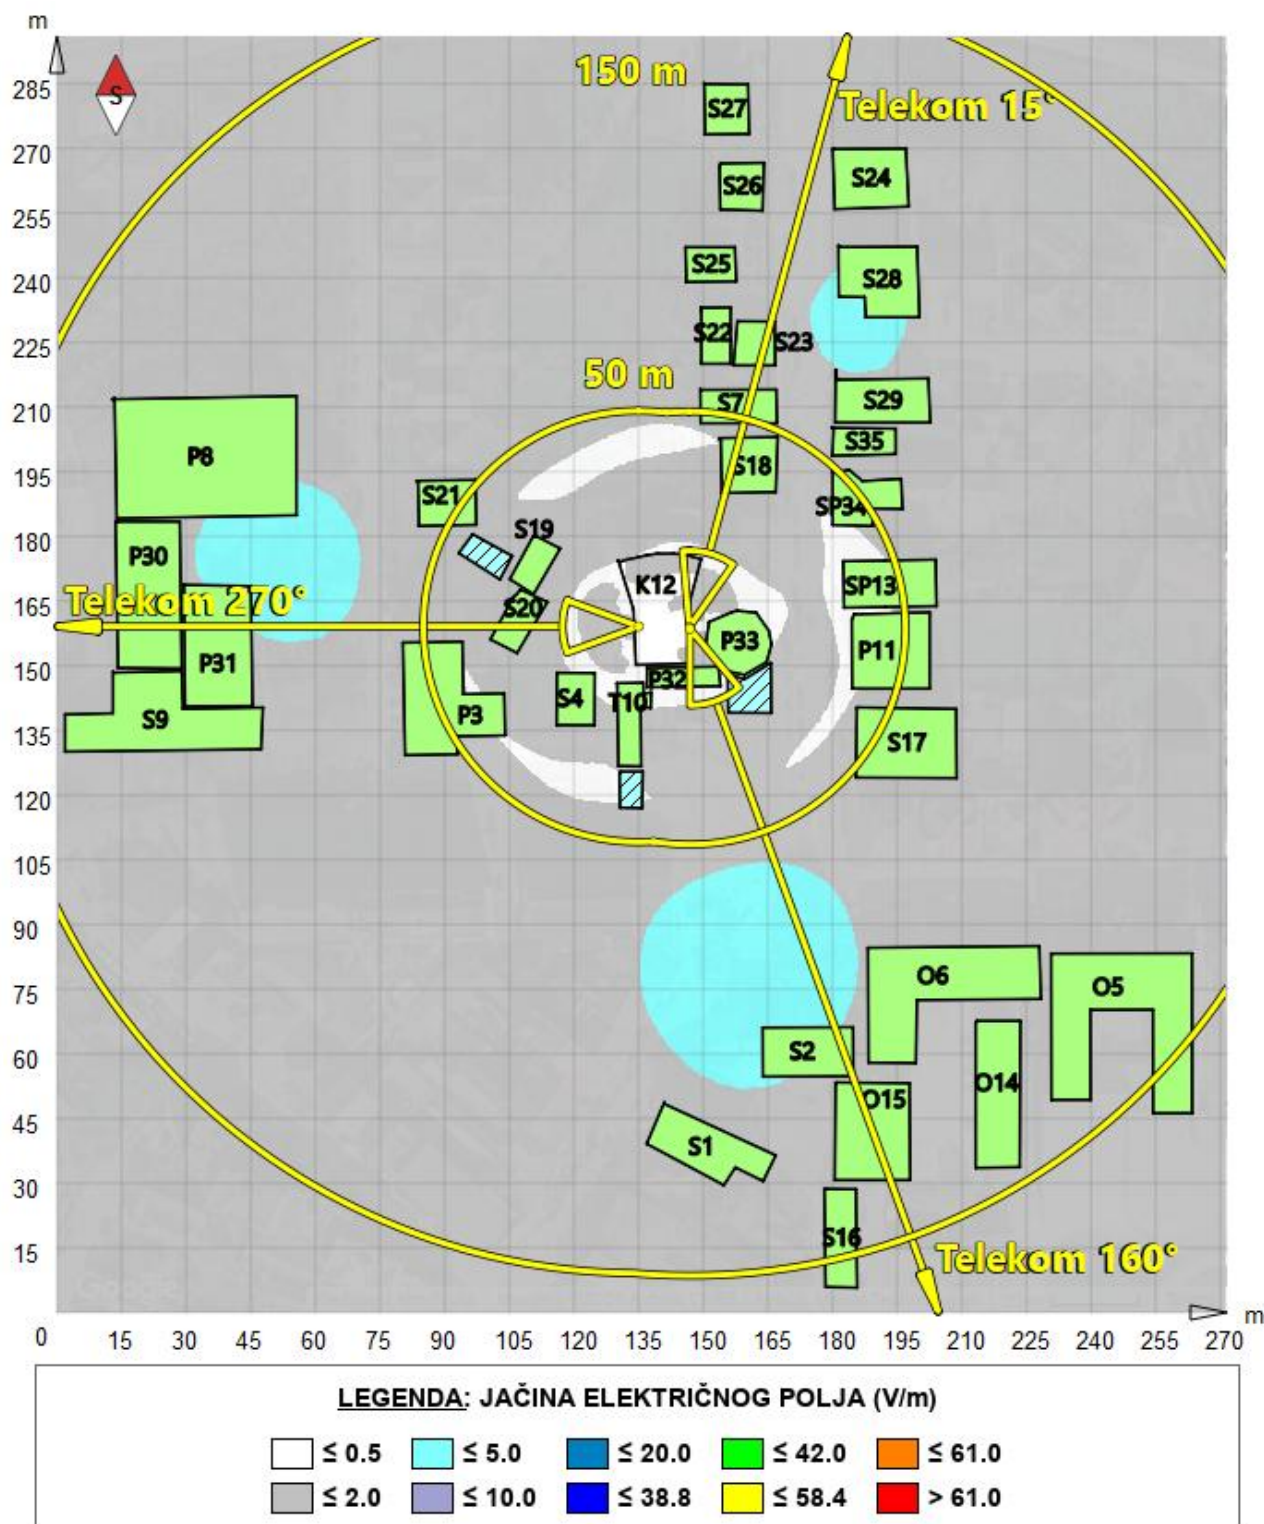 m
S
150 m
285
S27
Telekom 15°
270
S26
S24
255
S25
S28
240
S22
S23
225
50 m
210
S7
S29
S35
P8
195
S18
S21
SP34
S19
180
P30
K12
SP13
165
Telekom 270°
S20
P33
P11
150
P31
P32
S4
T10
S9
P3
S17
135
120
105
90
O6
O5
75
S2
60
O14
O15
45
S1
30
S16
15
Telekom 160°
Google
m
0 15 30 45 60 75 90 105 120 135 150 165 180 195 210 225 240 255 270
LEGENDA: JAČINA ELEKTRIČNOG POLJA (V/m)
≤ 0.5 ≤ 5.0 ≤ 20.0 ≤ 42.0 ≤ 61.0
≤ 2.0 ≤ 10.0 ≤ 38.8 ≤ 58.4 > 61.0